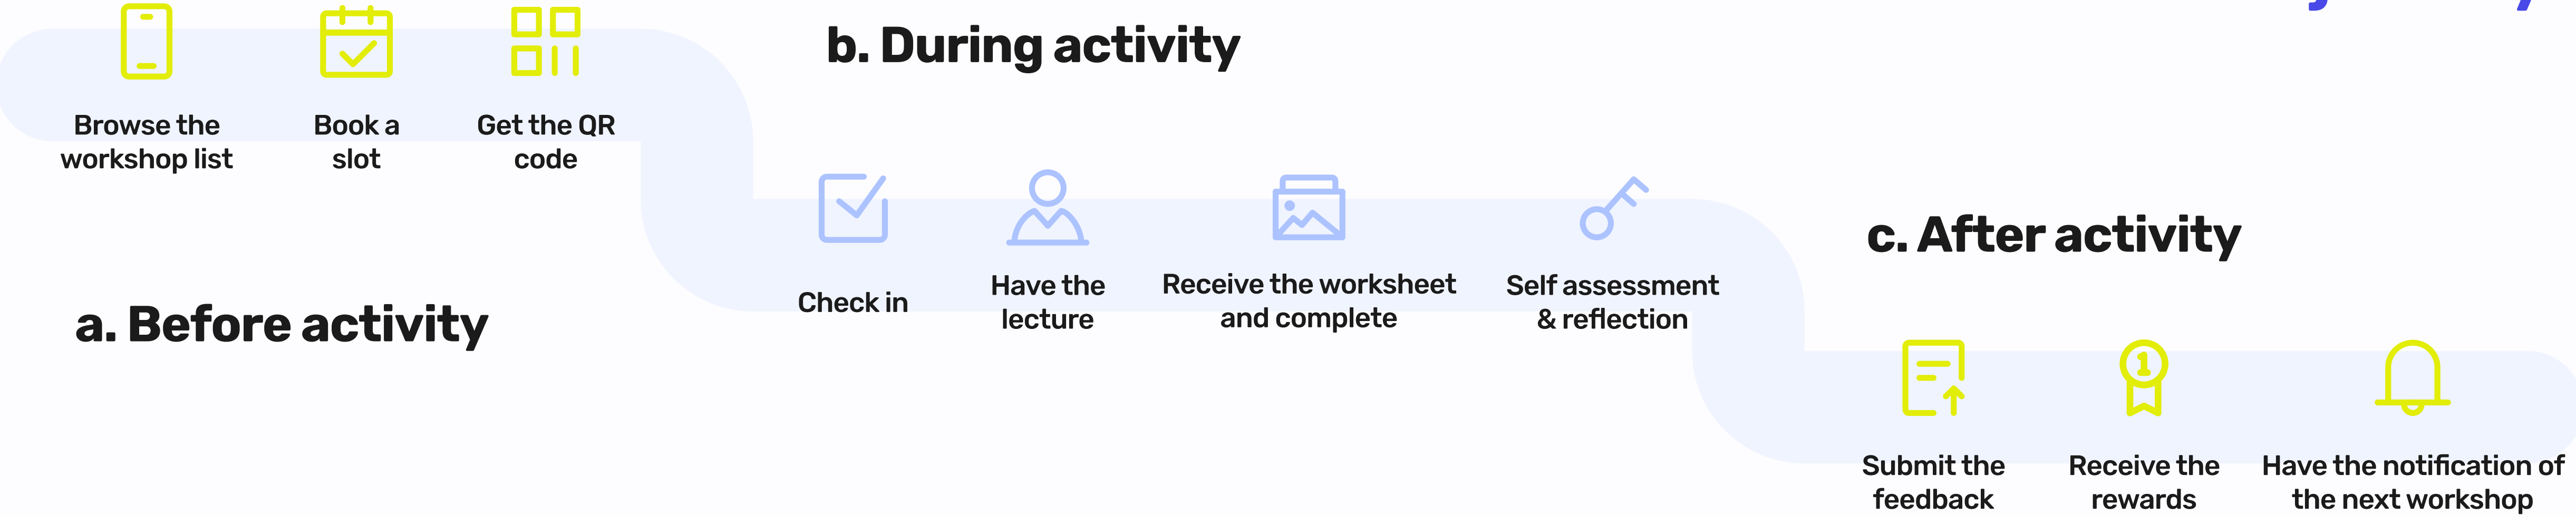 Browse the
workshop list
Book a
slot
Get the QR
code
a. Before activity
b. During activity
Check in
Have the
lecture
Receive the worksheet
and complete
Self assessment
& reflection
c. After activity
Submit the
feedback
1
Receive the
rewards
Have the notification of
the next workshop